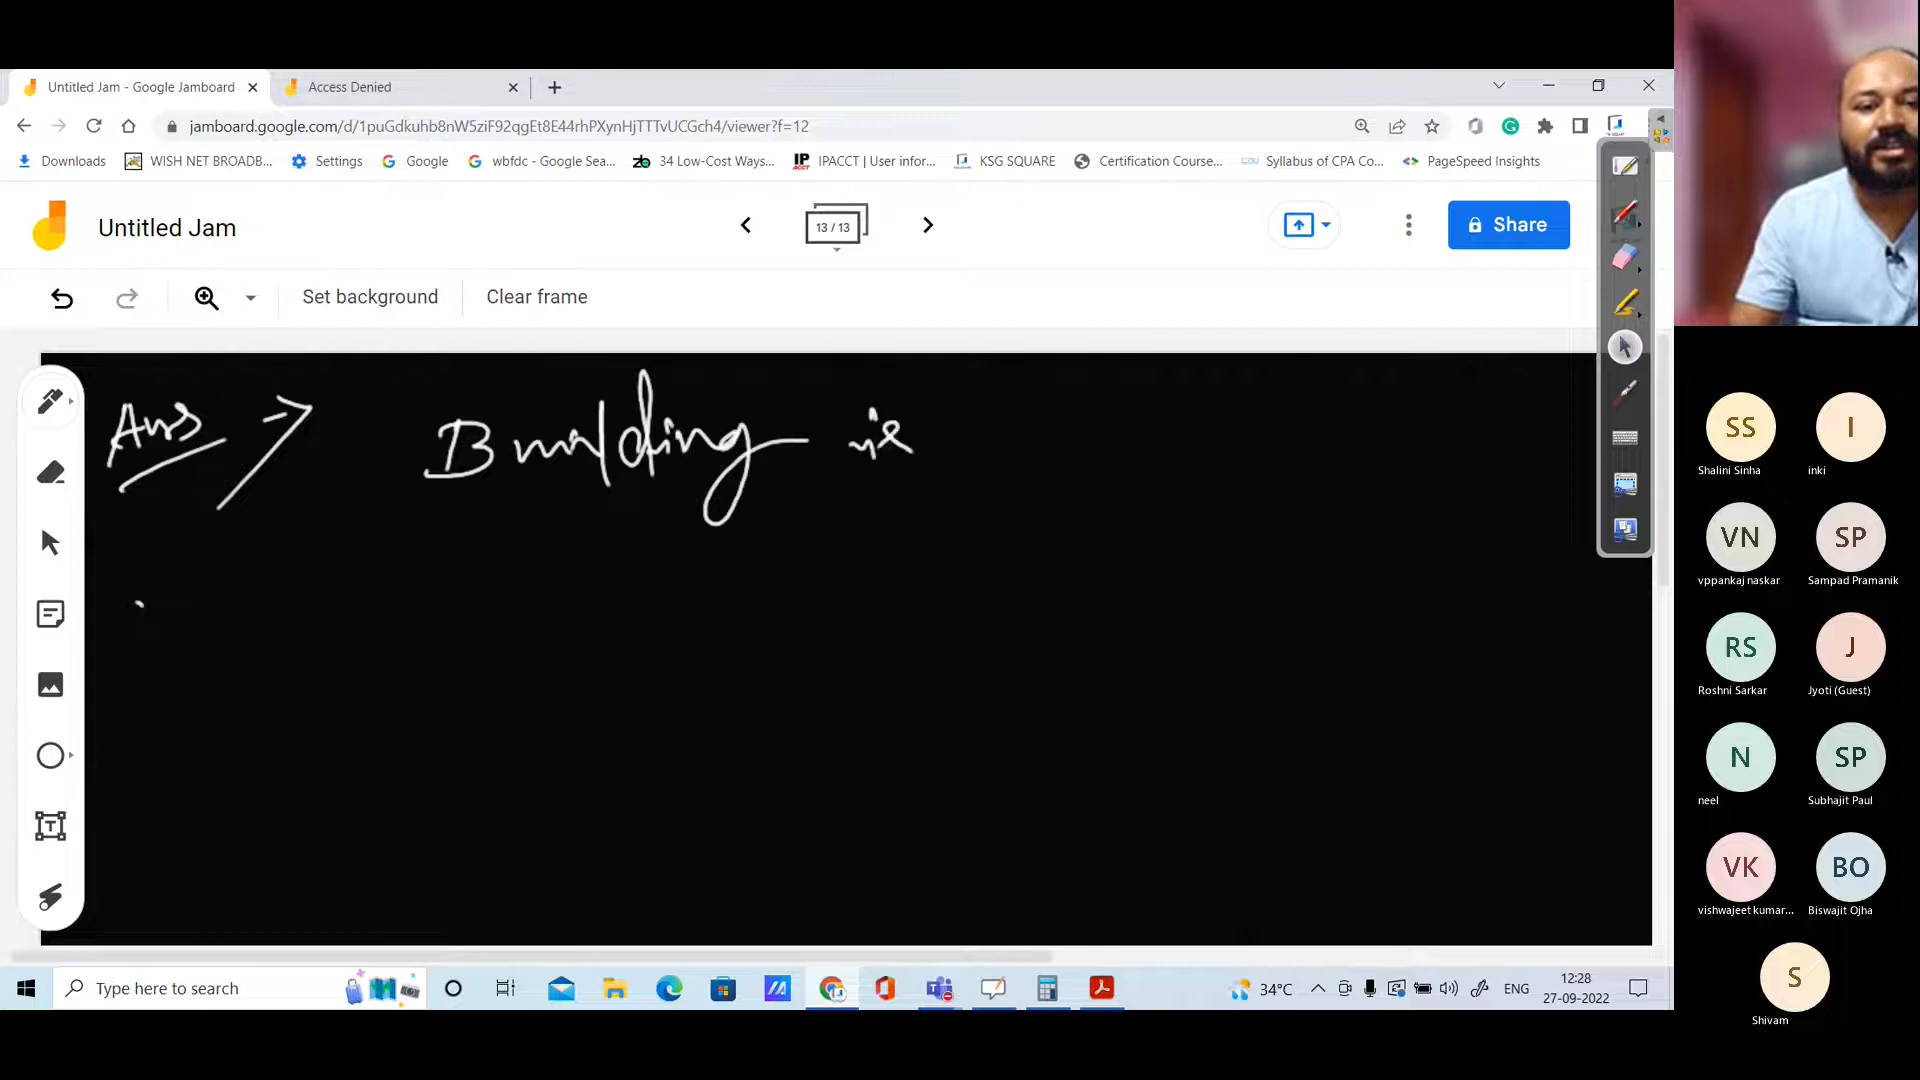 Untitled Jam - Google Jamboard
Access Denied
jamboard.google.com/d/1puGdkuhb8nW5ziF92qgEt8E44rhPXynHjTTTvUCGch4/viewer?f=12
Downloads
WISH NET BROADB...
Settings
Google
wbfdc - Google Sea...
34 Low-Cost Ways...
IPACCT | User infor...
KSG SQUARE
Certification Course...
Syllabus of CPA Co...
PageSpeed Insights
Untitled Jam
13 / 13
Share
Set background
Clear frame
Ans → Building is
SS
Shalini Sinha
I
inki
VN
vppankaj naskar
SP
Sampad Pramanik
RS
Roshni Sarkar
J
Jyoti (Guest)
N
neel
SP
Subhajit Paul
VK
vishwajeet kumar...
BO
Biswajit Ojha
S
Shivam
Type here to search
34°C
ENG
12:28
27-09-2022